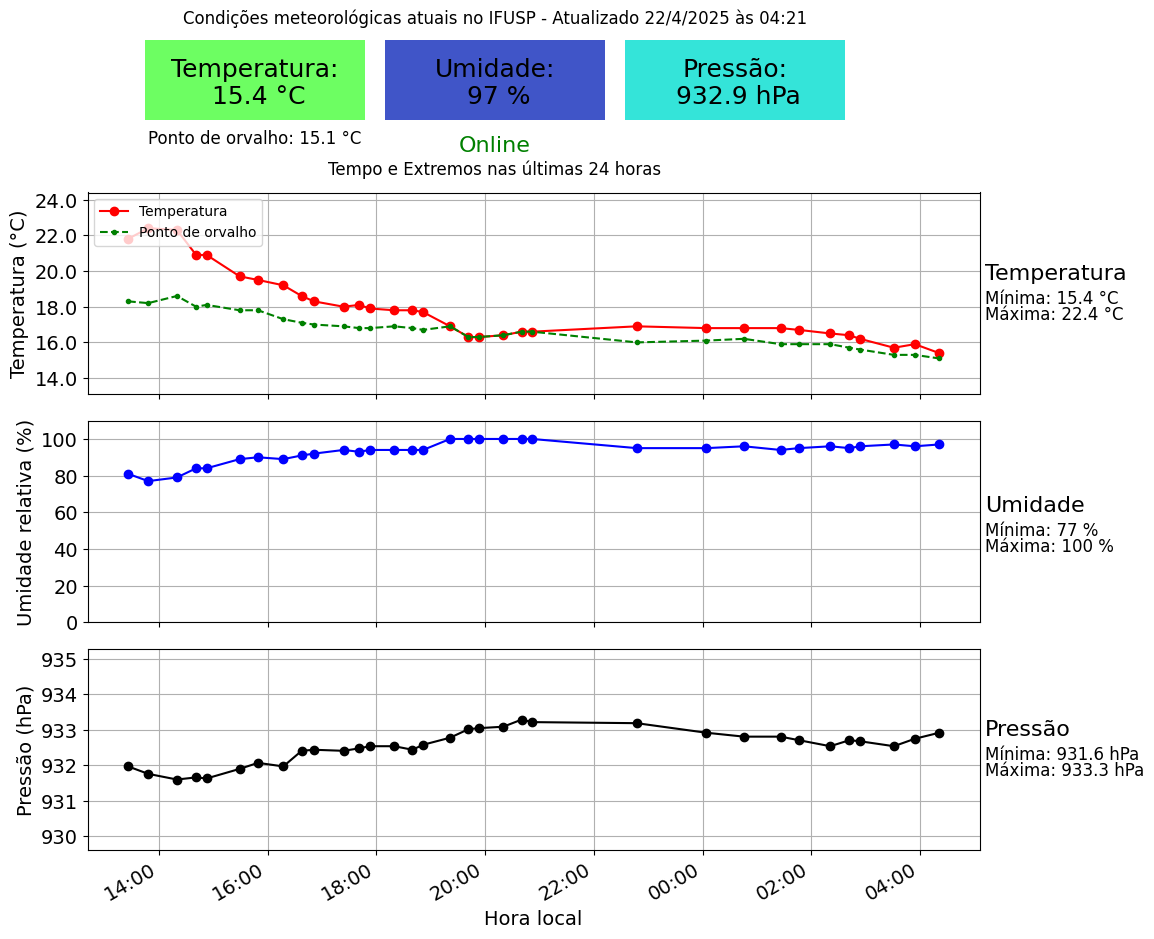 Condições meteorológicas atuais no IFUSP - Atualizado 22/4/2025 às 04:21
Temperatura:
15.4 °C
Umidade:
97 %
Pressão:
932.9 hPa
Ponto de orvalho: 15.1 °C
Online
Tempo e Extremos nas últimas 24 horas
Temperatura (°C)
24.0
22.0
20.0
18.0
16.0
14.0
Temperatura
Ponto de orvalho
Temperatura
Mínima: 15.4 °C
Máxima: 22.4 °C
Umidade relativa (%)
100
80
60
40
20
0
Umidade
Mínima: 77 %
Máxima: 100 %
Pressão (hPa)
935
934
933
932
931
930
Pressão
Mínima: 931.6 hPa
Máxima: 933.3 hPa
14:00
16:00
18:00
20:00
22:00
00:00
02:00
04:00
Hora local